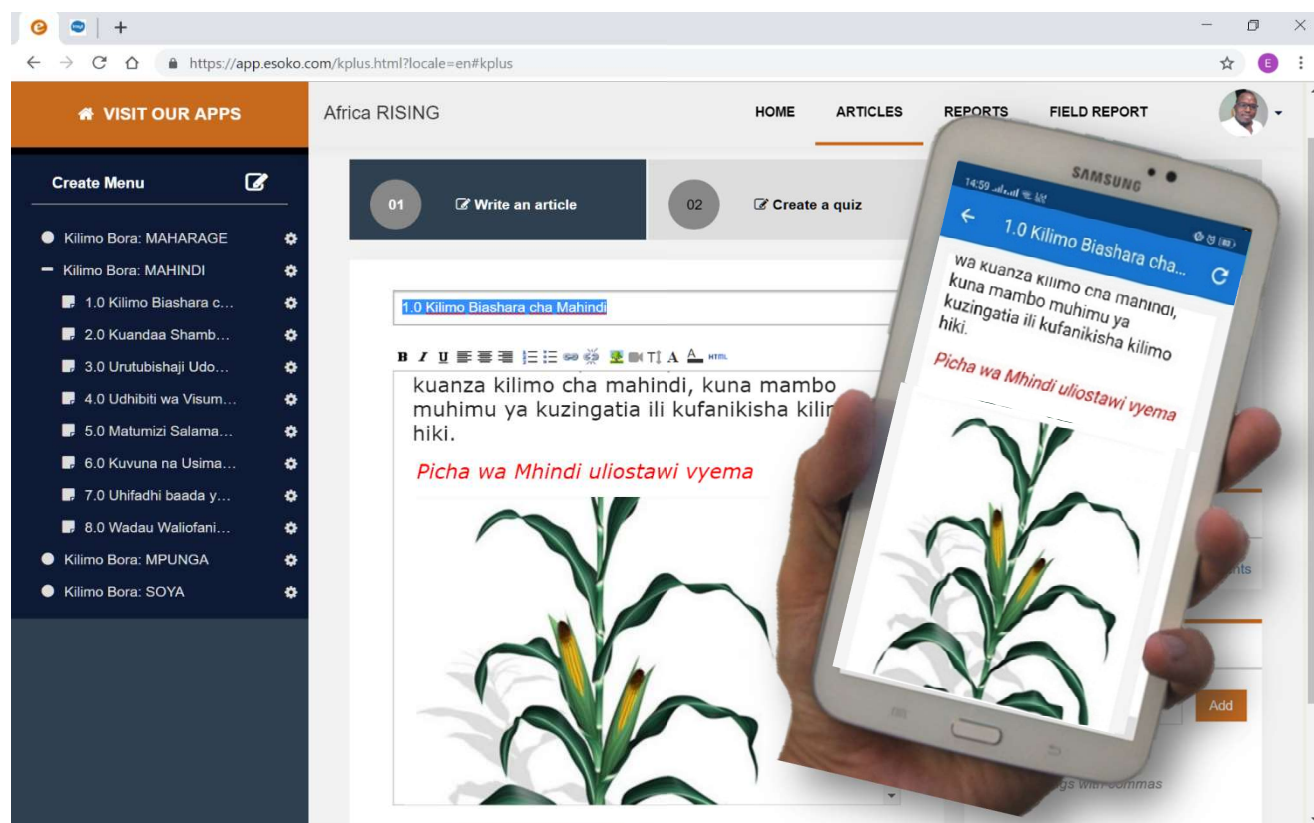 https://app.esoko.com/kplus.html?locale=en#kplus
E
VISIT OUR APPS
Africa RISING
HOME
ARTICLES
REPORTS
FIELD REPORT
Create Menu
Kilimo Bora: MAHARAGE
Kilimo Bora: MAHINDI
1.0 Kilimo Biashara c...
2.0 Kuandaa Shamb...
3.0 Urutubishaji Udo...
4.0 Udhibiti wa Visum...
5.0 Matumizi Salama...
6.0 Kuvuna na Usima...
7.0 Uhifadhi baada y...
8.0 Wadau Waliofani...
Kilimo Bora: MPUNGA
Kilimo Bora: SOYA
01
Write an article
02
Create a quiz
1.0 Kilimo Biashara cha Mahindi
B I U
HTML
kuanza kilimo cha mahindi, kuna mambo
muhimu ya kuzingatia ili kufanikisha
hiki.
Picha wa Mhindi uliostawi vyema
SAMSUNG
14:59
1.0 Kilimo Biashara cha...
wa kuanza kilimo cha mahindi,
kuna mambo muhimu ya
kuzingatia ili kufanikisha kilimo
hiki.
Picha wa Mhindi uliostawi vyema
Add
with commas